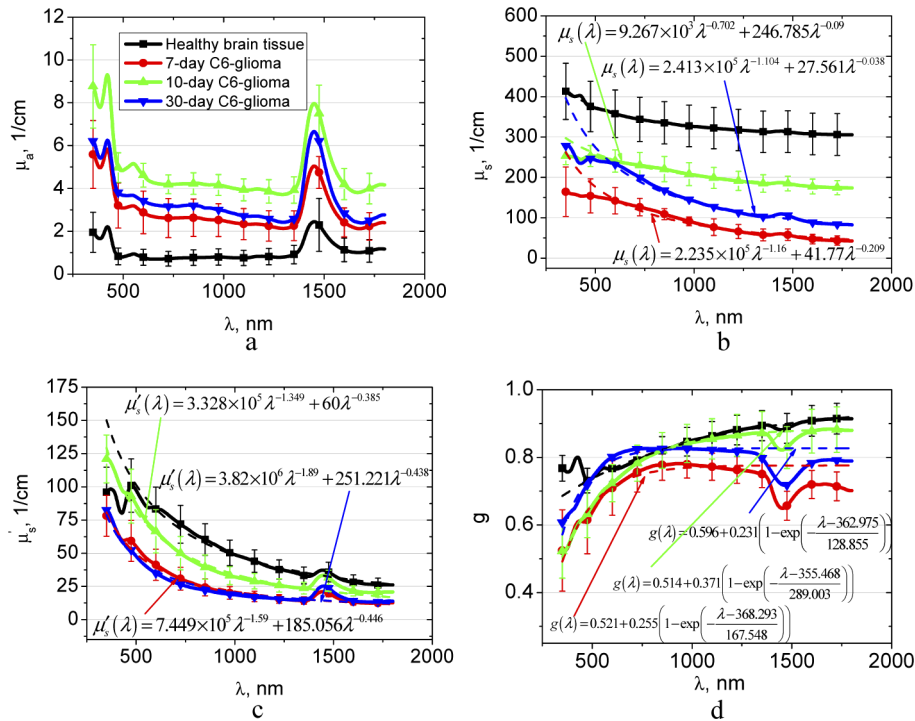 12
10
8
6
4
2
0
μa, 1/cm
Healthy brain tissue
7-day C6-glioma
10-day C6-glioma
30-day C6-glioma
500 1000 1500 2000
λ, nm
a
600
500
400
300
200
100
0
μs, 1/cm
μs(λ) = 9.267×10³λ^-0.702 +246.785λ^-0.09
μs(λ) = 2.413×10⁵λ^-1.104 + 27.561λ^-0.038
μs(λ) = 2.235×10⁵λ^-1.16 + 41.77λ^-0.209
500 1000 1500 2000
λ, nm
b
175
150
125
100
75
50
25
0
μ's, 1/cm
μ's(λ) = 3.328×10⁵λ^-1.349 +60λ^-0.385
μ's(λ) = 3.82×10⁶λ^-1.89 +251.221λ^-0.438
μ's(λ) = 7.449×10⁵λ^-1.59 +185.056λ^-0.446
500 1000 1500 2000
λ, nm
c
1.0
0.8
0.6
0.4
g
g(λ)=0.596+0.231(1−exp(−(λ−362.975)/128.855))
g(λ)=0.514+0.371(1−exp(−(λ−355.468)/289.003))
g(λ)=0.521+0.255(1−exp(−(λ−368.293)/167.548))
0 500 1000 1500 2000
λ, nm
d